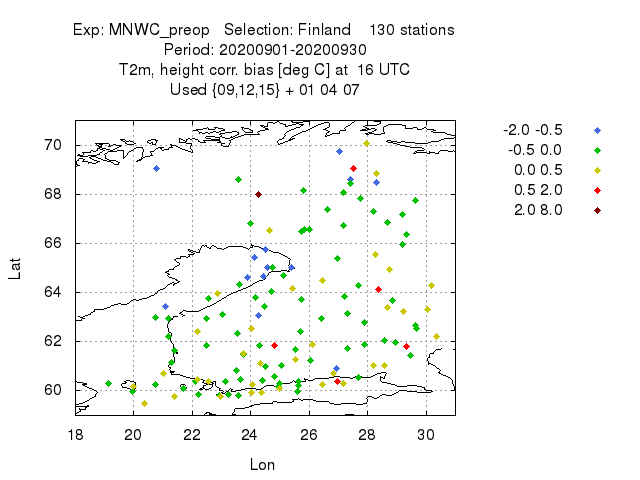 Exp: MNWC_preop Selection: Finland 130 stations
Period: 20200901-20200930
T2m, height corr. bias [deg C] at 16 UTC
Used {09,12,15} + 01 04 07
-2.0 -0.5
-0.5 0.0
0.0 0.5
0.5 2.0
2.0 8.0
70
68
66
64
62
60
Lat
18 20 22 24 26 28 30
Lon